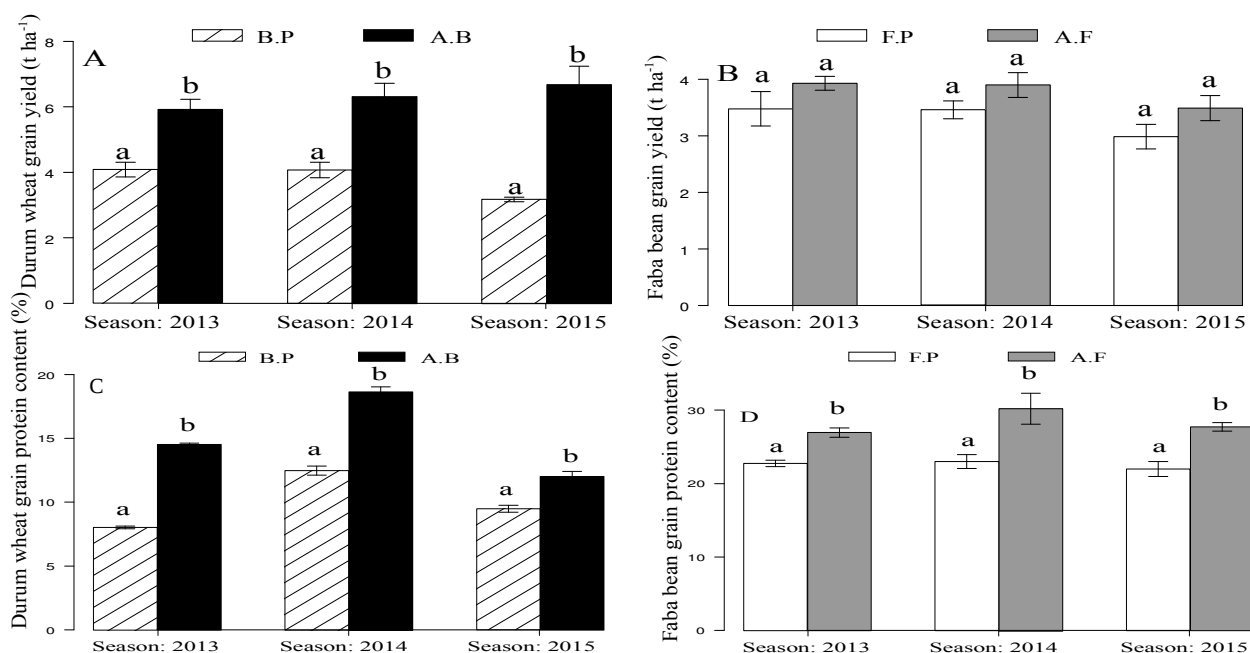 B.P A.B
A
Durum wheat grain yield (t ha⁻¹)
8
6
4
2
0
a b a b a b
Season: 2013 Season: 2014 Season: 2015
F.P A.F
B
Faba bean grain yield (t ha⁻¹)
4
3
2
1
0
a a a a a a
Season: 2013 Season: 2014 Season: 2015
B.P A.B
C
Durum wheat grain protein content (%)
20
15
10
5
0
a b a b a b
Season: 2013 Season: 2014 Season: 2015
F.P A.F
D
Faba bean grain protein content (%)
30
20
10
0
a b a b a b
Season: 2013 Season: 2014 Season: 2015